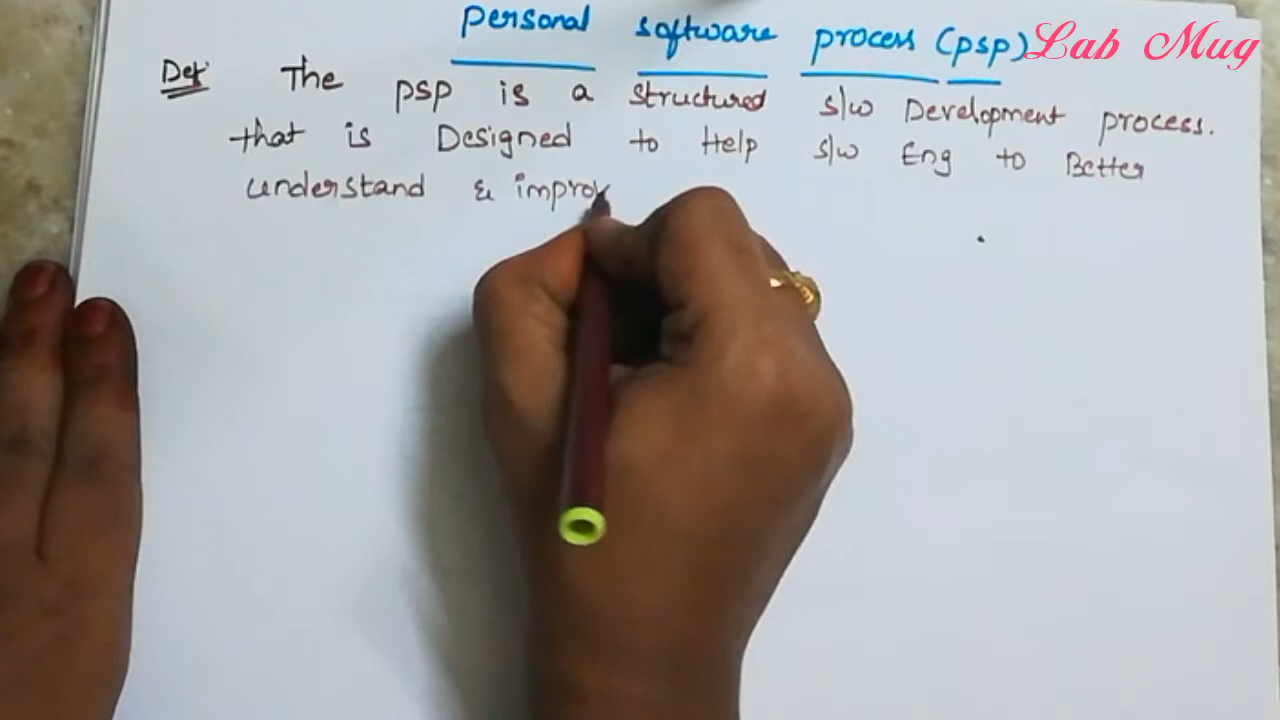 personal software process (psp)
Lab Mug
Def: The psp is a structured s/w Development process.
that is Designed to Help s/w Eng to Better
understand & improv